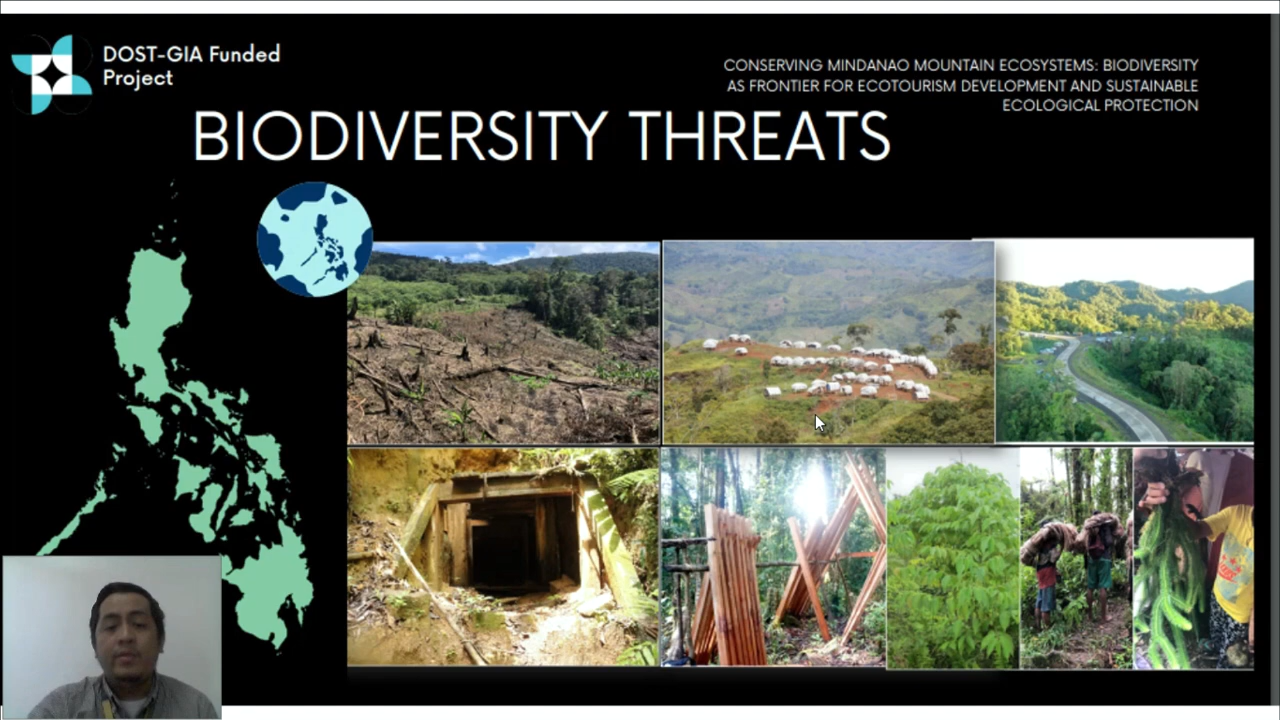 DOST-GIA Funded
Project
CONSERVING MINDANAO MOUNTAIN ECOSYSTEMS: BIODIVERSITY
AS FRONTIER FOR ECOTOURISM DEVELOPMENT AND SUSTAINABLE
ECOLOGICAL PROTECTION
BIODIVERSITY THREATS